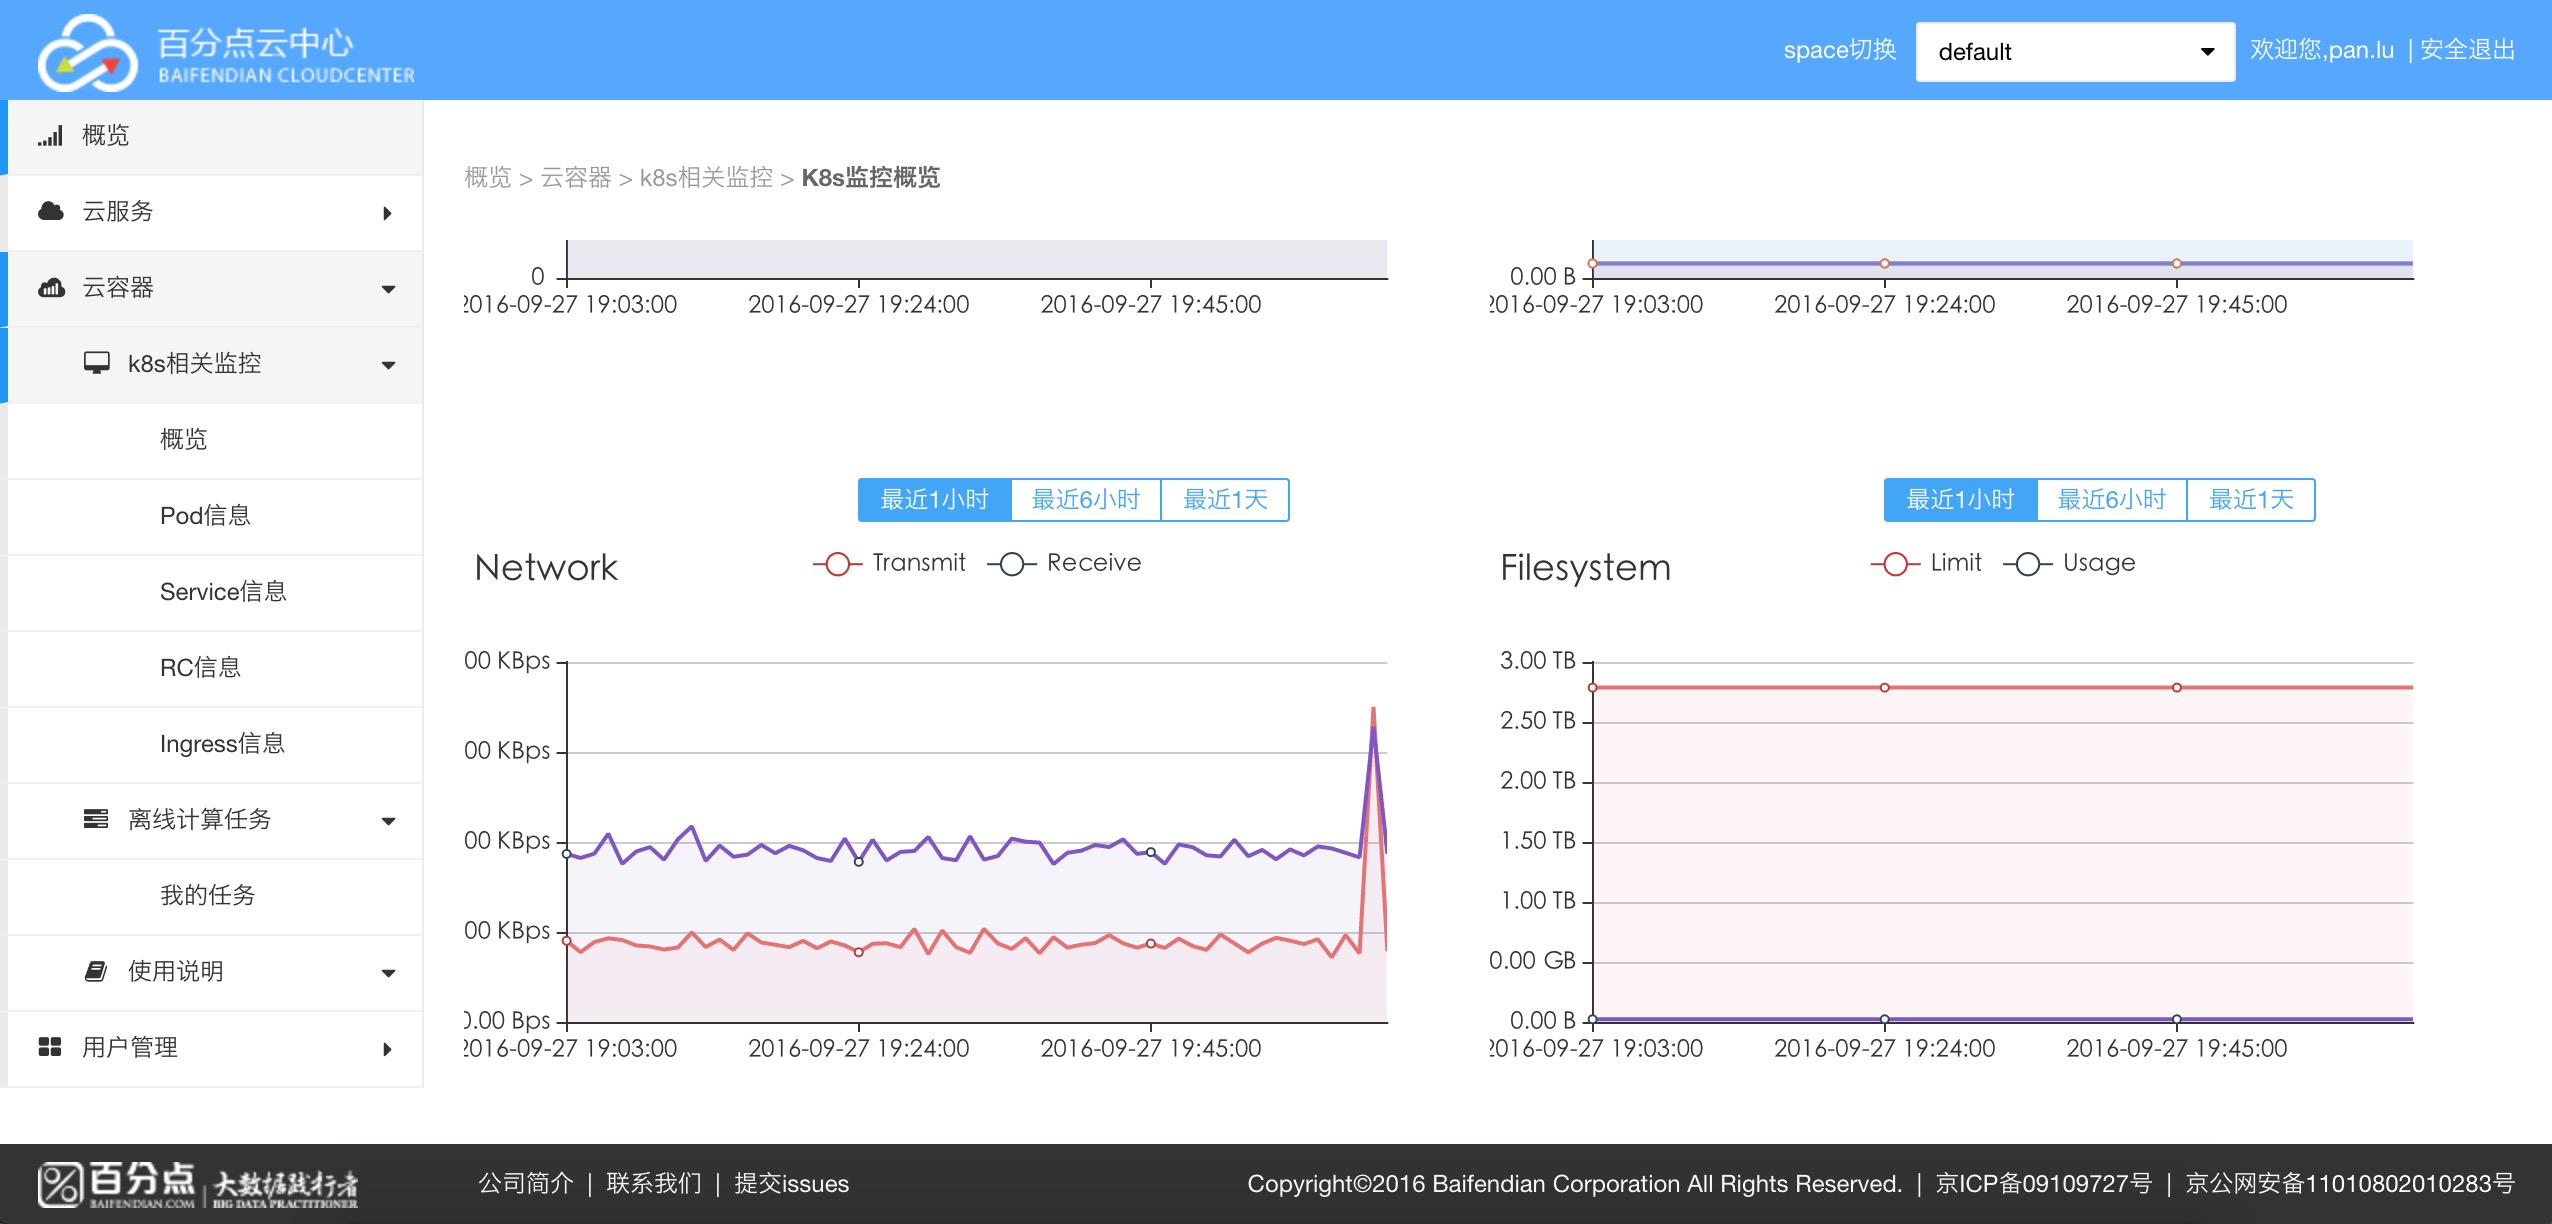 百分点云中心
BAIFENDIAN CLOUDCENTER
space切换 default 欢迎您,pan.lu | 安全退出
概览
云服务
云容器
k8s相关监控
概览
Pod信息
Service信息
RC信息
Ingress信息
离线计算任务
我的任务
使用说明
用户管理
概览 > 云容器 > k8s相关监控 > K8s监控概览
0
2016-09-27 19:03:00 2016-09-27 19:24:00 2016-09-27 19:45:00
0.00 B
2016-09-27 19:03:00 2016-09-27 19:24:00 2016-09-27 19:45:00
最近1小时 最近6小时 最近1天
Network
Transmit Receive
00 KBps
00 KBps
00 KBps
00 KBps
0.00 Bps
2016-09-27 19:03:00 2016-09-27 19:24:00 2016-09-27 19:45:00
最近1小时 最近6小时 最近1天
Filesystem
Limit Usage
3.00 TB
2.50 TB
2.00 TB
1.50 TB
1.00 TB
0.00 GB
0.00 B
2016-09-27 19:03:00 2016-09-27 19:24:00 2016-09-27 19:45:00
百分点
BAIFENDIAN.COM
大数据践行者
BIG DATA PRACTITIONER
公司简介 | 联系我们 | 提交issues
Copyright©2016 Baifendian Corporation All Rights Reserved. | 京ICP备09109727号 | 京公网安备11010802010283号